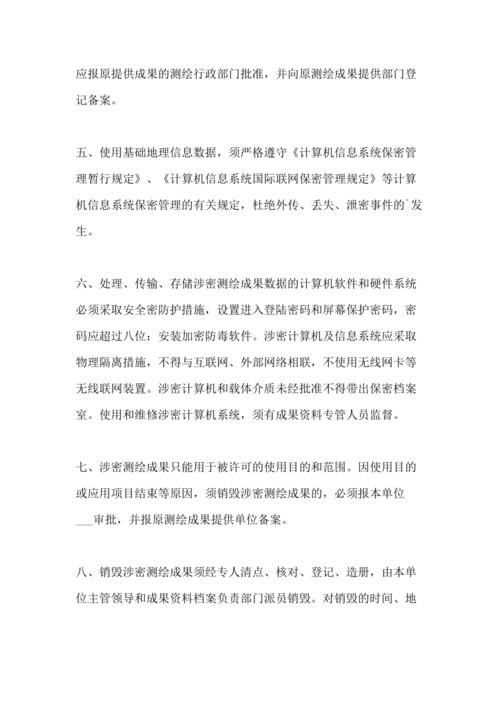 应报原提供成果的测绘行政部门批准，并向原测绘成果提供部门登
记备案。
五、使用基础地理信息数据，须严格遵守《计算机信息系统保密管
理暂行规定》、《计算机信息系统国际联网保密管理规定》等计算
机信息系统保密管理的有关规定，杜绝外传、丢失、泄密事件的`发
生。
六、处理、传输、存储涉密测绘成果数据的计算机软件和硬件系统
必须采取安全密防护措施，设置进入登陆密码和屏幕保护密码，密
码应超过八位；安装加密防毒软件。涉密计算机及信息系统应采取
物理隔离措施，不得与互联网、外部网络相联，不使用无线网卡等
无线联网装置。涉密计算机和载体介质未经批准不得带出保密档案
室。使用和维修涉密计算机系统，须有成果资料专管人员监督。
七、涉密测绘成果只能用于被许可的使用目的和范围。因使用目的
或应用项目结束等原因，须销毁涉密测绘成果的，必须报本单位
___审批，并报原测绘成果提供单位备案。
八、销毁涉密测绘成果须经专人清点、核对、登记、造册，由本单
位主管领导和成果资料档案负责部门派员销毁。对销毁的时间、地